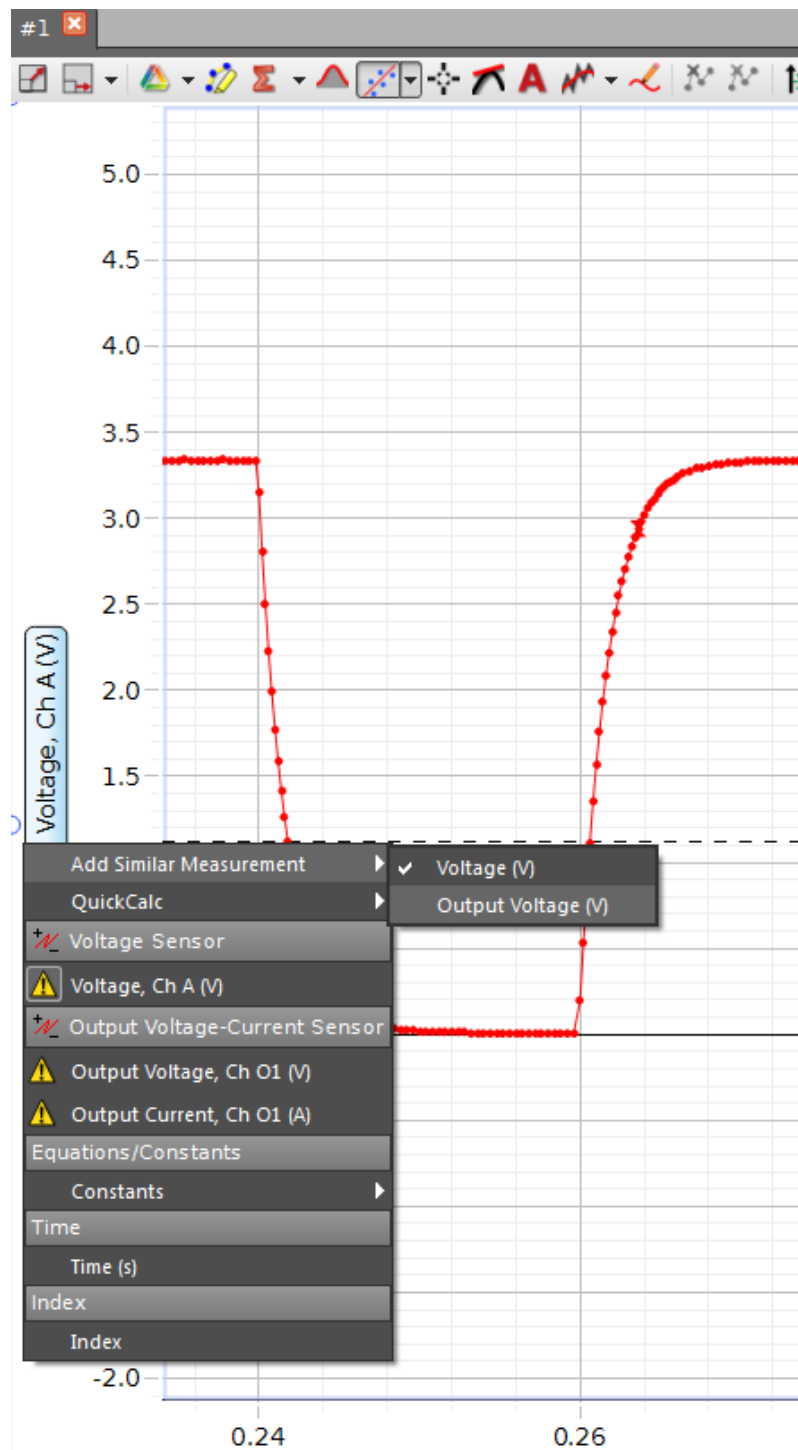 #1
5.0
4.5
4.0
3.5
3.0
2.5
2.0
1.5
Voltage, Ch A (V)
Add Similar Measurement
Voltage (V)
QuickCalc
Output Voltage (V)
Voltage Sensor
Voltage, Ch A (V)
Output Voltage-Current Sensor
Output Voltage, Ch O1 (V)
Output Current, Ch O1 (A)
Equations/Constants
Constants
Time
Time (s)
Index
Index
-2.0
0.24 0.26